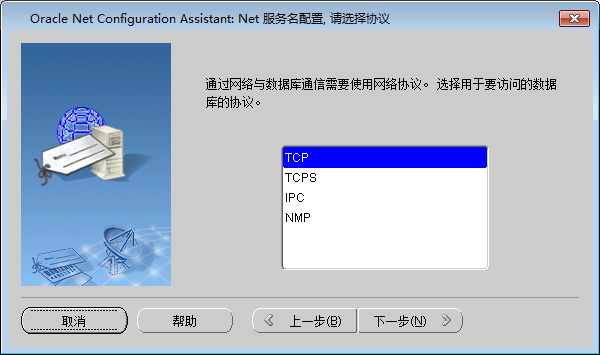 Oracle Net Configuration Assistant: Net 服务名配置, 请选择协议
通过网络与数据库通信需要使用网络协议。 选择用于要访问的数据
库的协议。
TCP
TCPS
IPC
NMP
取消
帮助
上一步(B)
下一步(N)